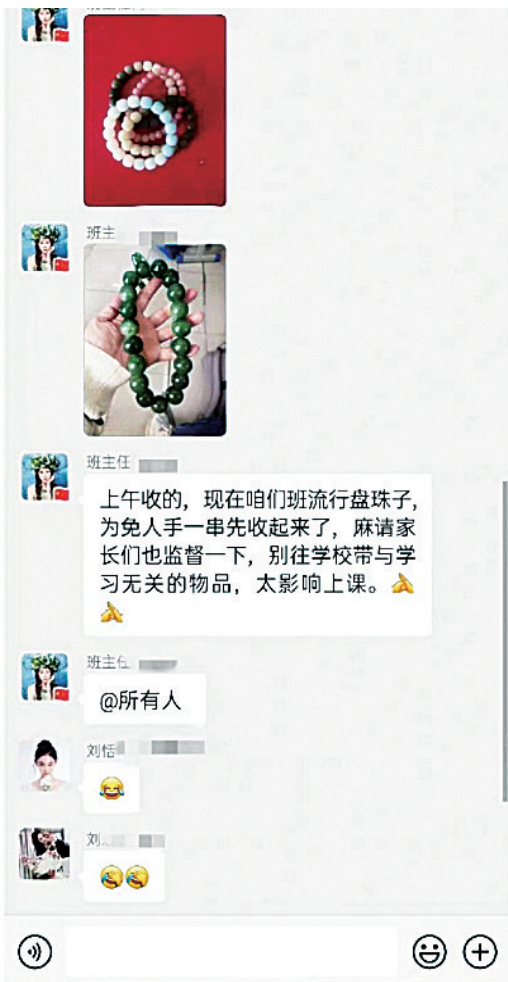 班主
班主任
上午收的，现在咱们班流行盘珠子，
为免人手一串先收起来了，麻请家
长们也监督一下，别往学校带与学
习无关的物品，太影响上课。
班主任
@所有人
刘恬
刘